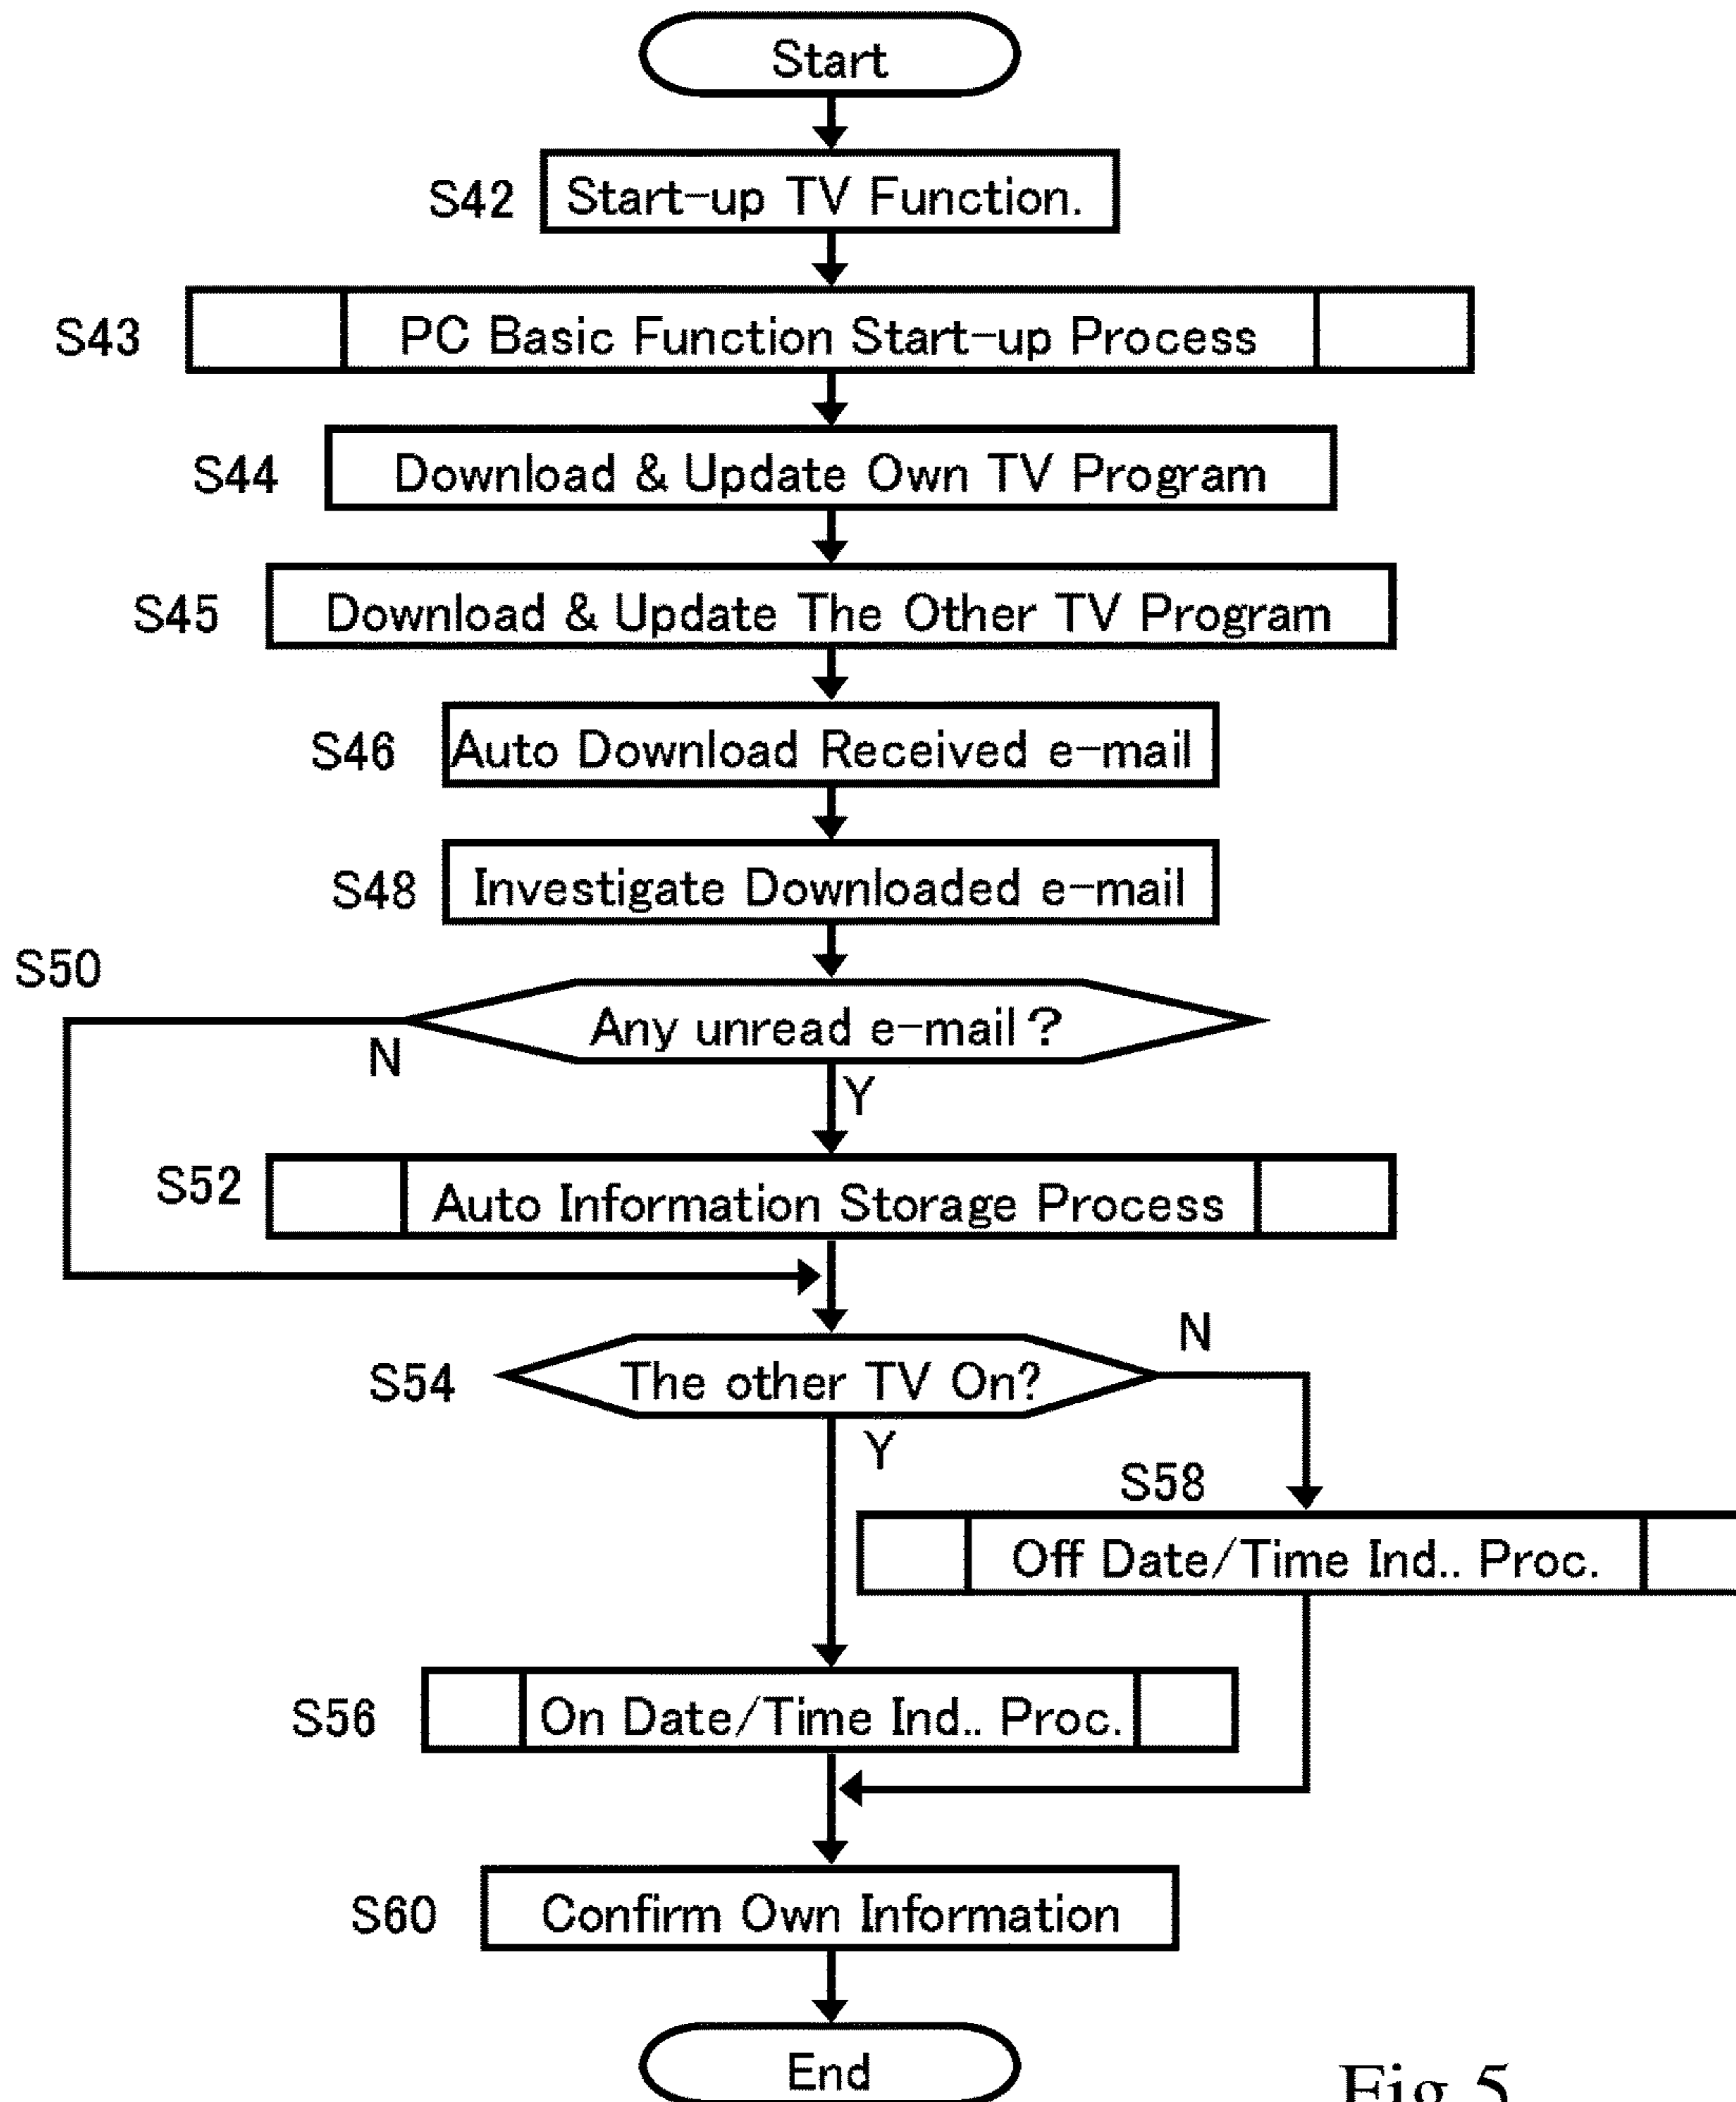 Start
S42
Start-up TV Function.
S43
PC Basic Function Start-up Process
S44
Download & Update Own TV Program
S45
Download & Update The Other TV Program
S46
Auto Download Received e-mail
S48
Investigate Downloaded e-mail
S50
Any unread e-mail?
N
Y
S52
Auto Information Storage Process
S54
The other TV On?
N
Y
S58
Off Date/Time Ind.. Proc.
S56
On Date/Time Ind.. Proc.
S60
Confirm Own Information
End
Fig.5